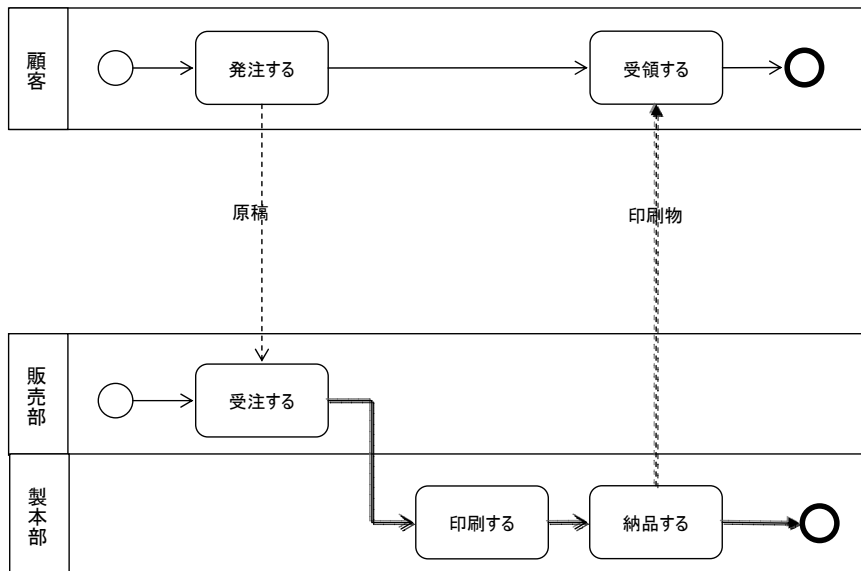 顧客
発注する
受領する
原稿
印刷物
販売部
受注する
製本部
印刷する
納品する